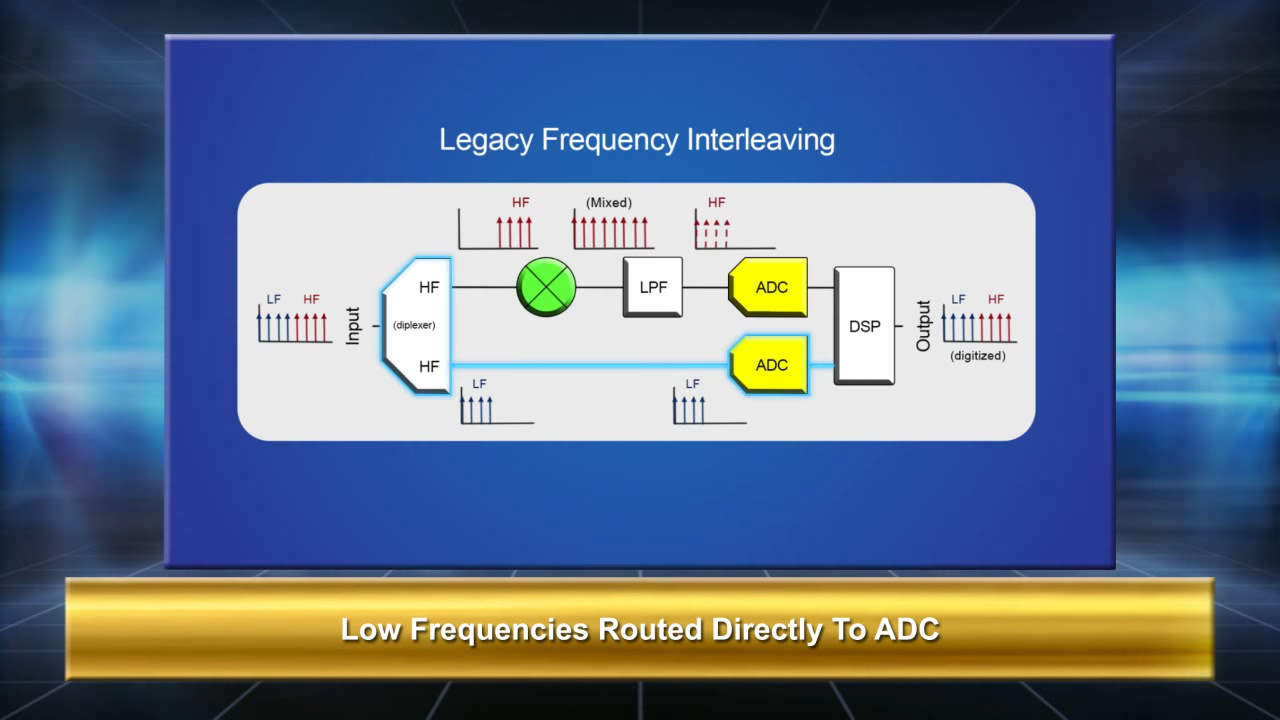 Legacy Frequency Interleaving
HF
(Mixed)
HF
HF
LPF
ADC
LF HF
Input
(diplexer)
DSP
Output
LF HF
(digitized)
HF
ADC
LF
LF
Low Frequencies Routed Directly To ADC